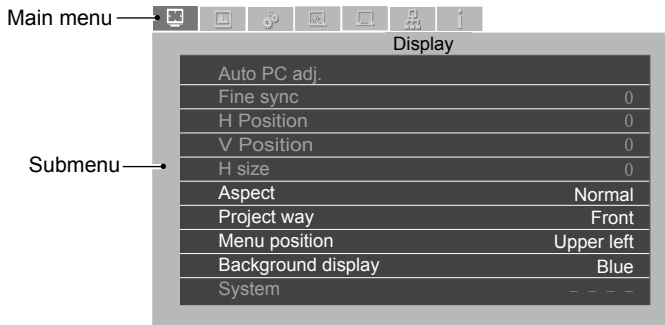 Main menu
Display
Auto PC adj.
Fine sync 0
H Position 0
V Position 0
Submenu
H size 0
Aspect Normal
Project way Front
Menu position Upper left
Background display Blue
System – – – –